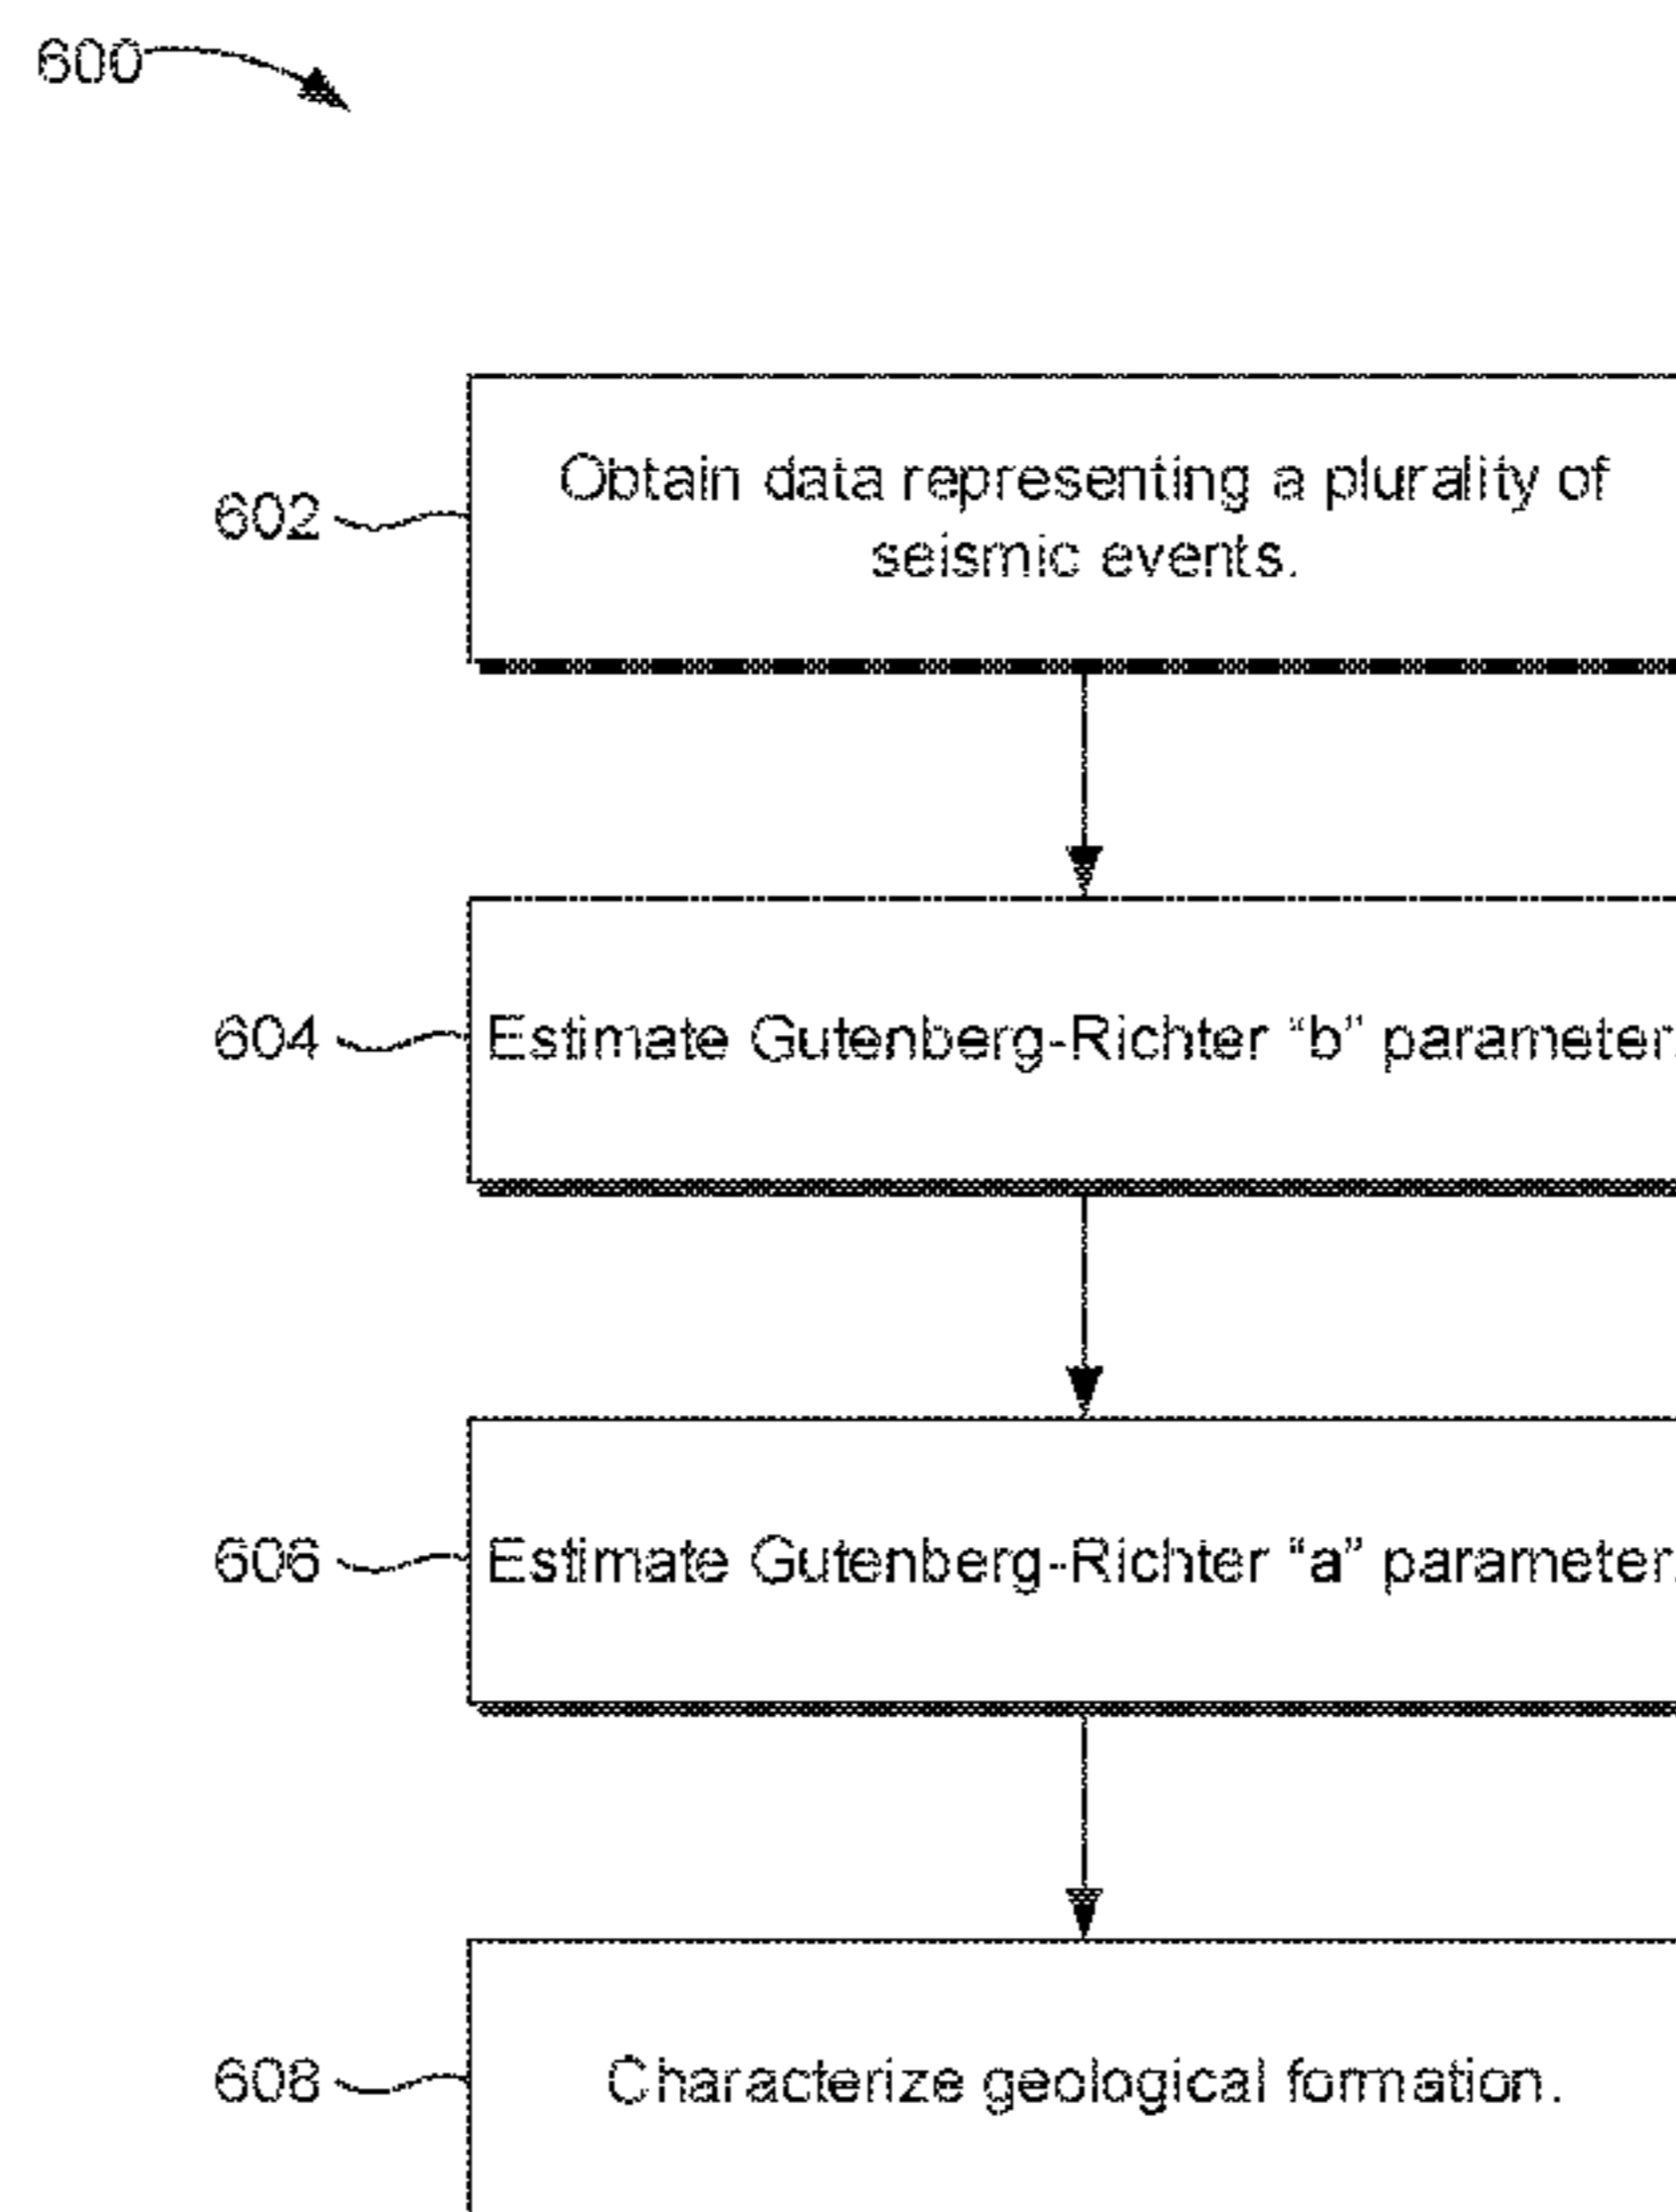 600
602
Obtain data representing a plurality of
seismic events.
604
Estimate Gutenberg-Richter “b” parameter.
606
Estimate Gutenberg-Richter “a” parameter.
608
Characterize geological formation.